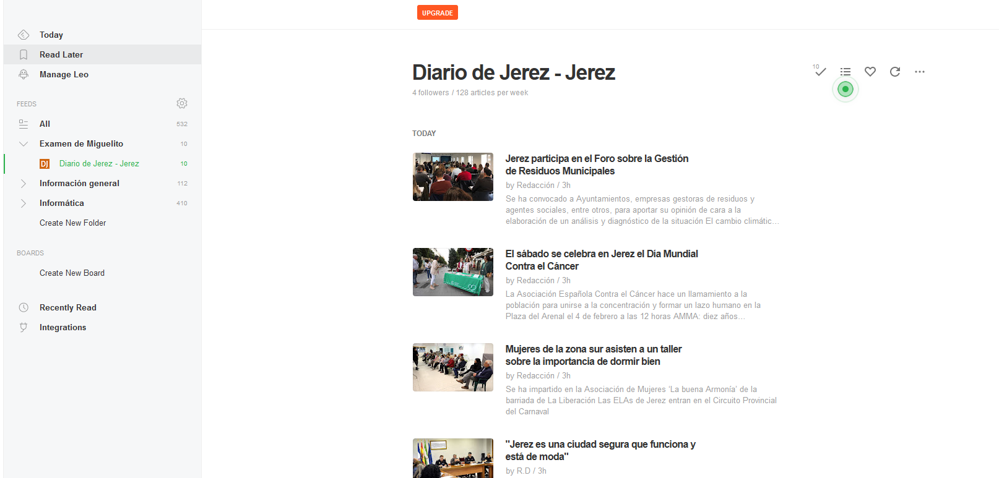 UPGRADE
Today
Read Later
Manage Leo
FEEDS
All 532
Examen de Miguelito 10
DJ Diario de Jerez - Jerez 10
Información general 112
Informática 410
Create New Folder
BOARDS
Create New Board
Recently Read
Integrations
Diario de Jerez - Jerez
10
4 followers / 128 articles per week
TODAY
Jerez participa en el Foro sobre la Gestión
de Residuos Municipales
by Redacción / 3h
Se ha convocado a Ayuntamientos, empresas gestoras de residuos y
agentes sociales, entre otros, para aportar su opinión de cara a la
elaboración de un análisis y diagnóstico de la situación El cambio climátic...
El sábado se celebra en Jerez el Día Mundial
Contra el Cáncer
by Redacción / 3h
La Asociación Española Contra el Cáncer hace un llamamiento a la
población para unirse a la concentración y formar un lazo humano en la
Plaza del Arenal el 4 de febrero a las 12 horas AMMA: diez años...
Mujeres de la zona sur asisten a un taller
sobre la importancia de dormir bien
by Redacción / 3h
Se ha impartido en la Asociación de Mujeres ‘La buena Armonía’ de la
barriada de La Liberación Las ELAs de Jerez entran en el Circuito Provincial
del Carnaval
"Jerez es una ciudad segura que funciona y
está de moda"
by R.D / 3h